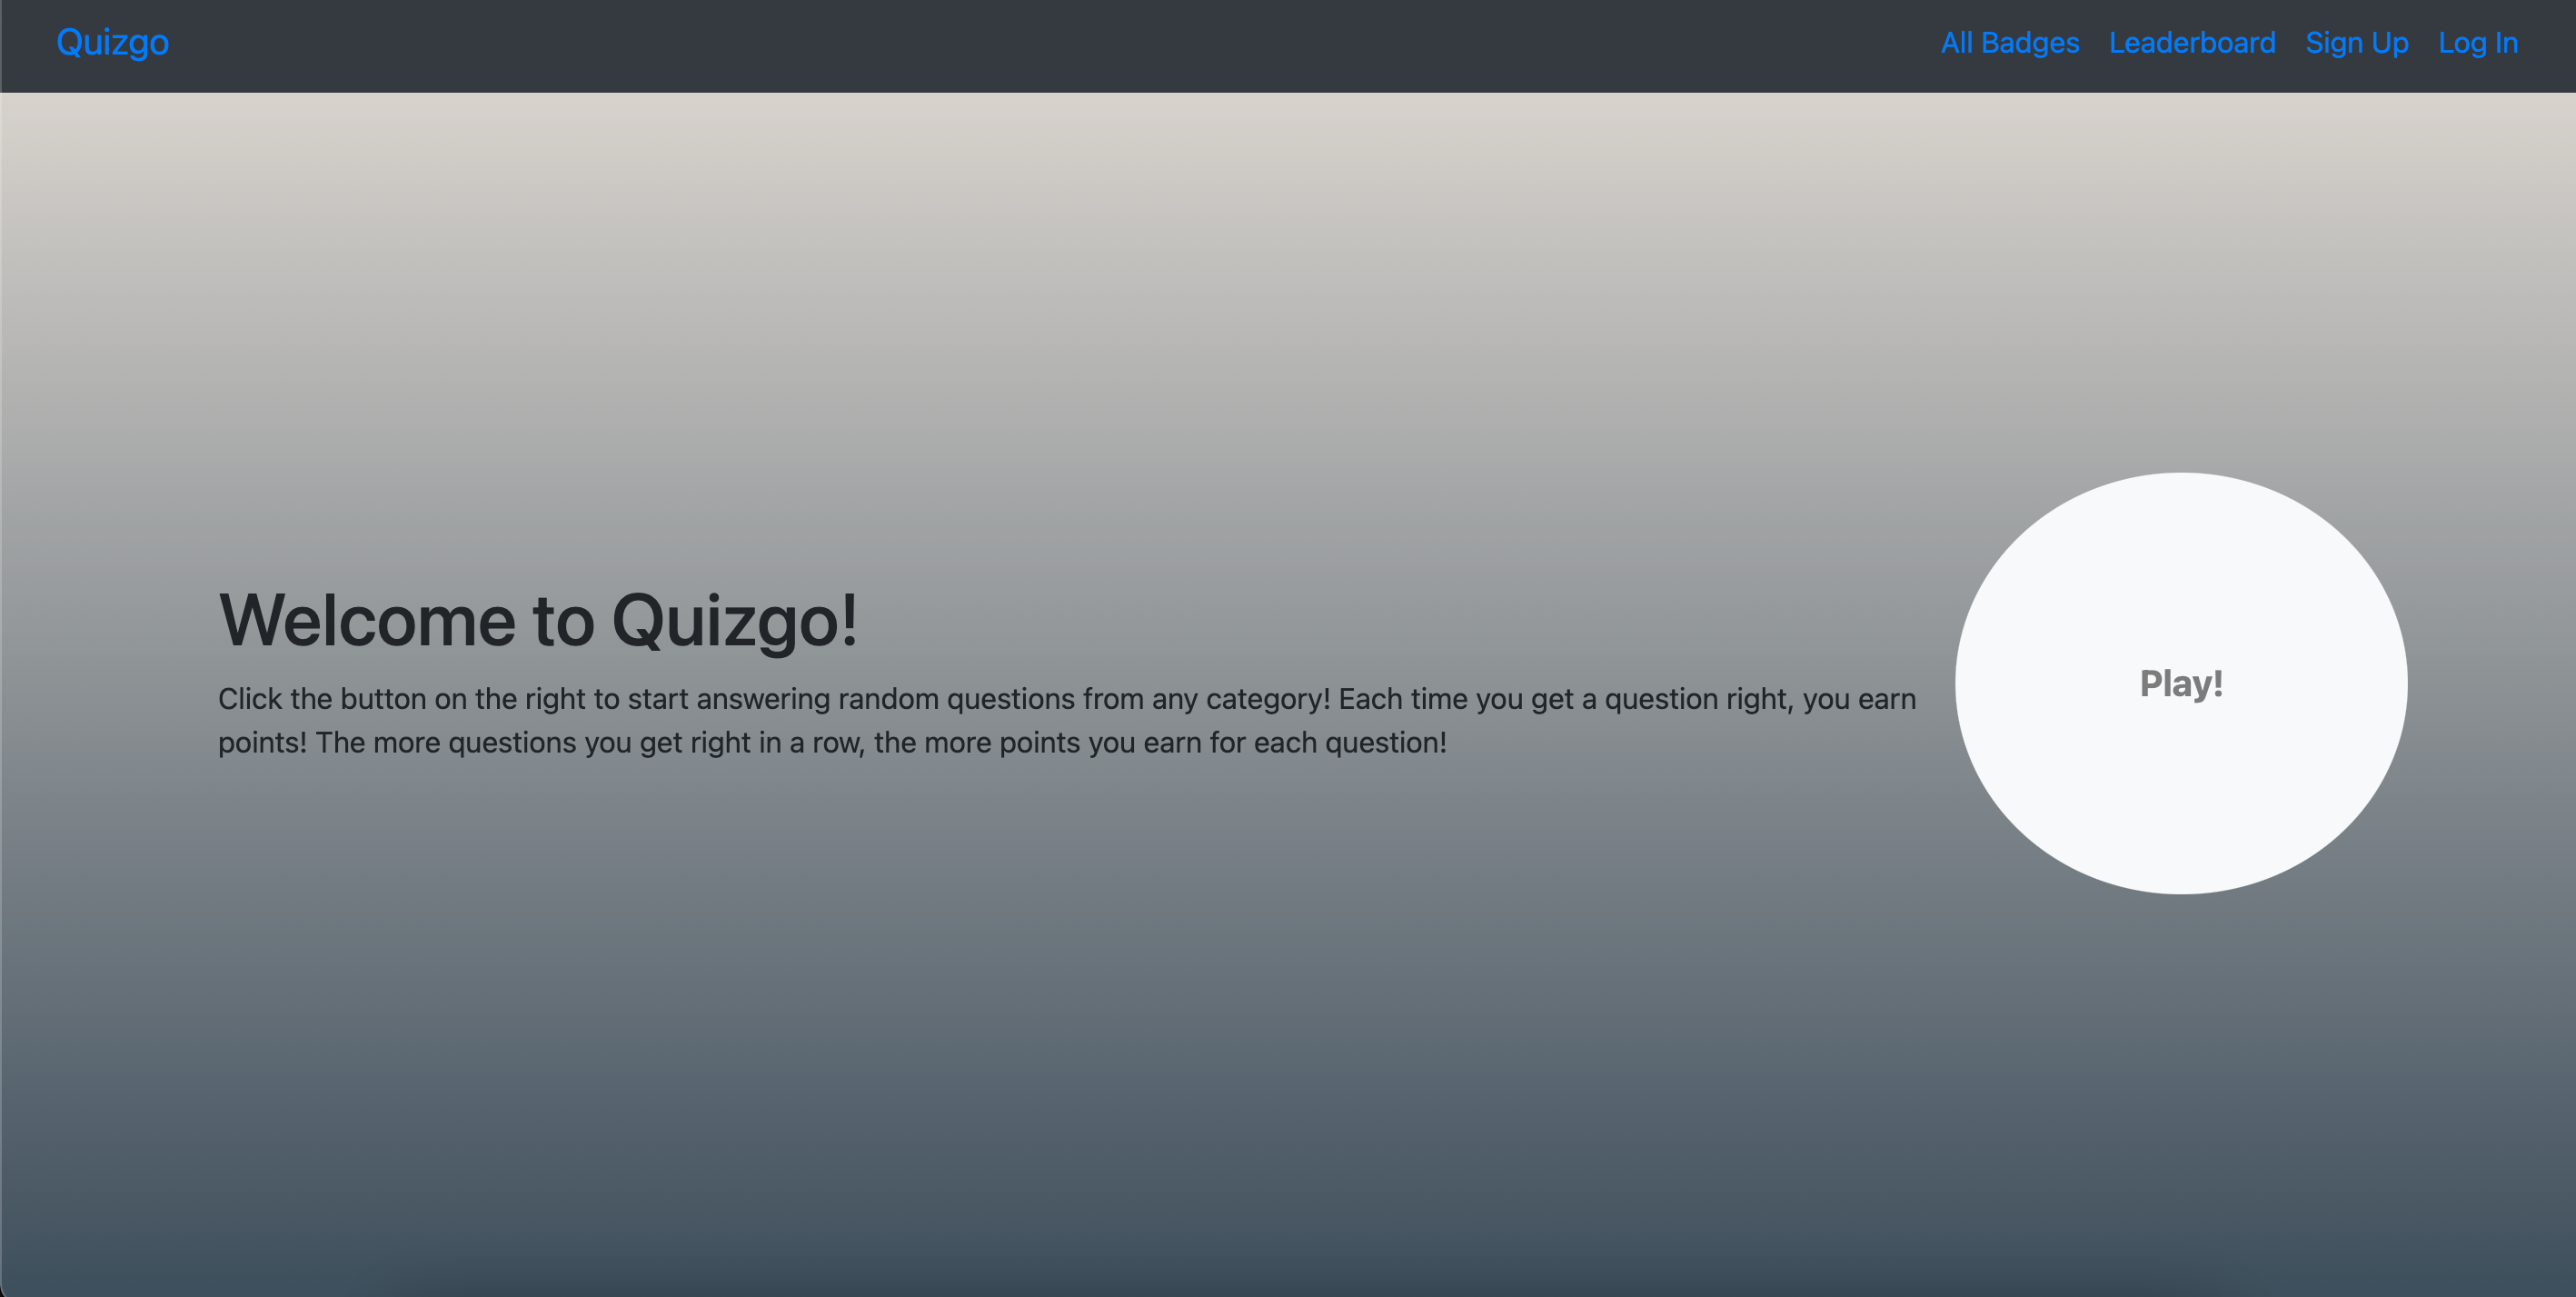 Quizgo
All Badges Leaderboard Sign Up Log In
Welcome to Quizgo!
Click the button on the right to start answering random questions from any category! Each time you get a question right, you earn
points! The more questions you get right in a row, the more points you earn for each question!
Play!